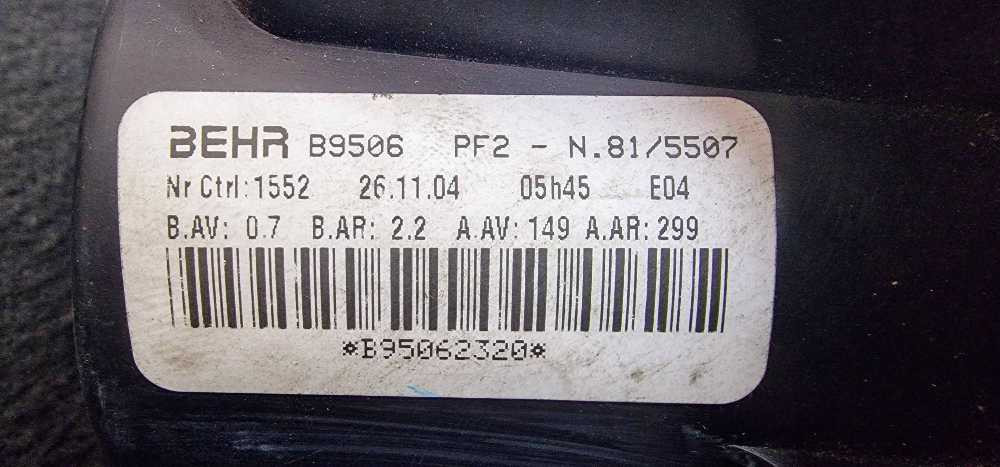 BEHR B9506 PF2 - N.81/5507
Nr Ctrl:1552 26.11.04 05h45 E04
B.AV: 0.7 B.AR: 2.2 A.AV: 149 A.AR: 299
*B95062320*